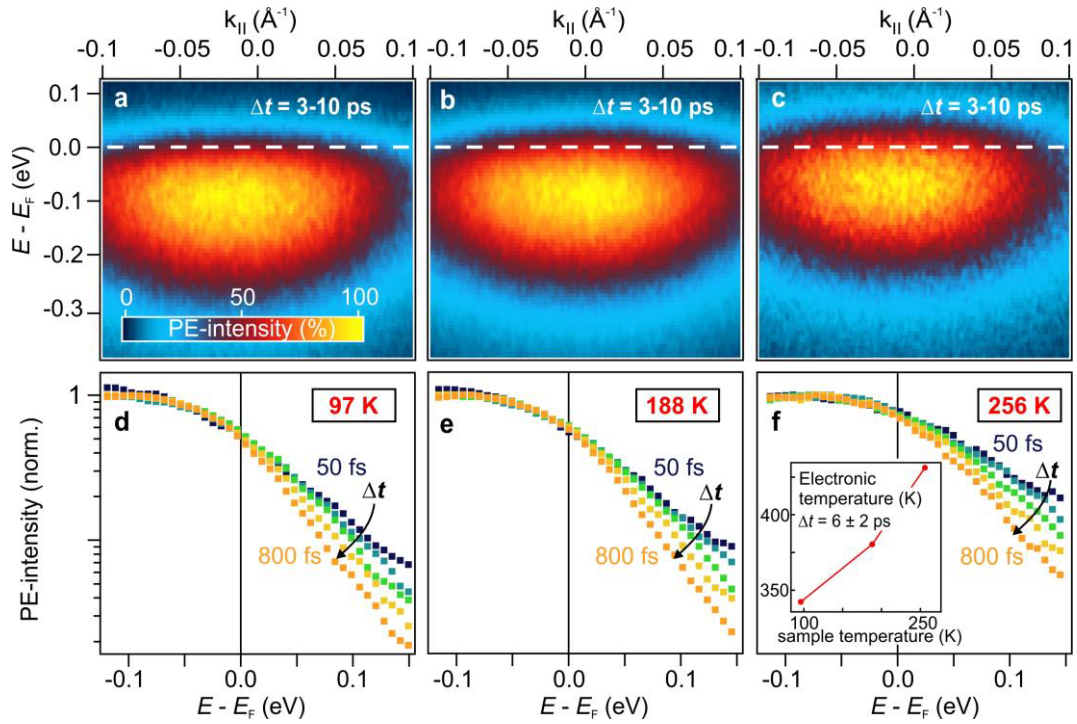 k|| (Å⁻¹) k|| (Å⁻¹) k|| (Å⁻¹)
-0.1 -0.05 0.0 0.05 0.1 -0.1 -0.05 0.0 0.05 0.1 -0.1 -0.05 0.0 0.05 0.1
E - EF (eV)
0.1
0.0
-0.1
-0.2
-0.3
a Δt = 3-10 ps
0 50 100
PE-intensity (%)
b Δt = 3-10 ps
c Δt = 3-10 ps
PE-intensity (norm.)
1
d 97 K
50 fs
Δt
800 fs
e 188 K
50 fs
Δt
800 fs
f 256 K
50 fs
Δt
800 fs
Electronic
temperature (K)
Δt = 6 ± 2 ps
425
350
100 250
sample temperature (K)
-0.1 0.0 0.1 -0.1 0.0 0.1 -0.1 0.0 0.1
E - EF (eV) E - EF (eV) E - EF (eV)